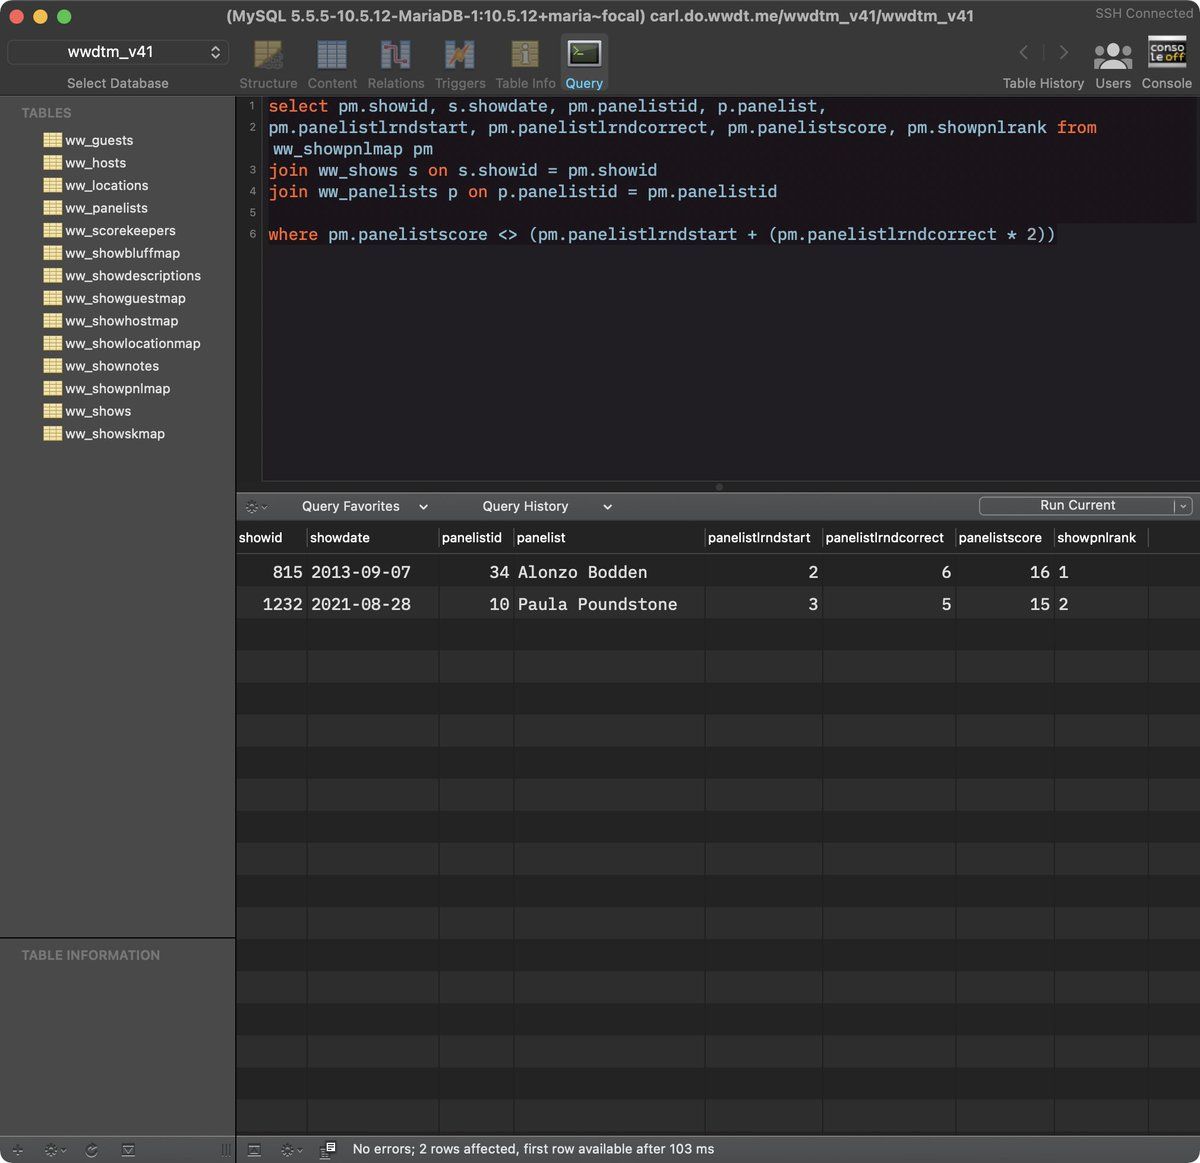 (MySQL 5.5.5-10.5.12-MariaDB-1:10.5.12+maria~focal) carl.do.wwdt.me/wwdtm_v41/wwdtm_v41
SSH Connected
wwdtm_v41
Select Database
Structure
Content
Relations
Triggers
Table Info
Query
Table History
Users
conso
leoff
Console
TABLES
ww_guests
ww_hosts
ww_locations
ww_panelists
ww_scorekeepers
ww_showbluffmap
ww_showdescriptions
ww_showguestmap
ww_showhostmap
ww_showlocationmap
ww_shownotes
ww_showpnlmap
ww_shows
ww_showskmap
TABLE INFORMATION
1 select pm.showid, s.showdate, pm.panelistid, p.panelist,
2 pm.panelistlrndstart, pm.panelistlrndcorrect, pm.panelistscore, pm.showpnlrank from
ww_showpnlmap pm
3 join ww_shows s on s.showid = pm.showid
4 join ww_panelists p on p.panelistid = pm.panelistid
5
6 where pm.panelistscore <> (pm.panelistlrndstart + (pm.panelistlrndcorrect * 2))
Query Favorites
Query History
Run Current
showid showdate panelistid panelist panelistlrndstart panelistlrndcorrect panelistscore showpnlrank
815 2013-09-07 34 Alonzo Bodden 2 6 16 1
1232 2021-08-28 10 Paula Poundstone 3 5 15 2
No errors; 2 rows affected, first row available after 103 ms